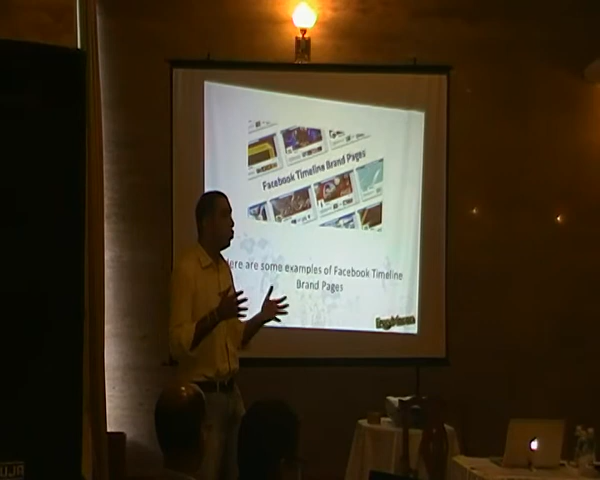 Facebook Timeline Brand Pages
ere are some examples of Facebook Timeline
Brand Pages